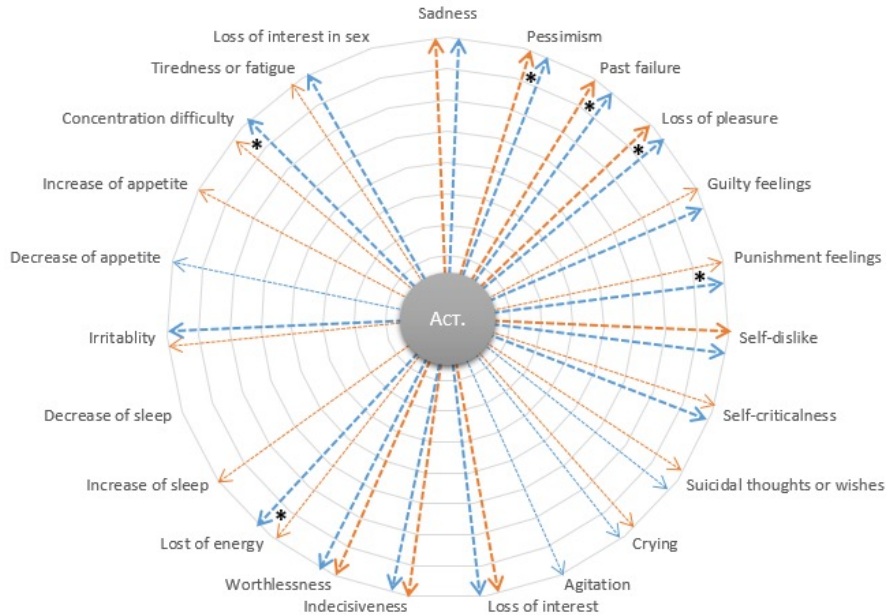 Sadness
Loss of interest in sex
Pessimism
Tiredness or fatigue
Past failure
Concentration difficulty
Loss of pleasure
Increase of appetite
Guilty feelings
Decrease of appetite
Punishment feelings
ACT.
Irritablity
Self-dislike
Decrease of sleep
Self-criticalness
Increase of sleep
Suicidal thoughts or wishes
Lost of energy
Crying
Worthlessness
Agitation
Indecisiveness
Loss of interest
*
*
*
*
*
*